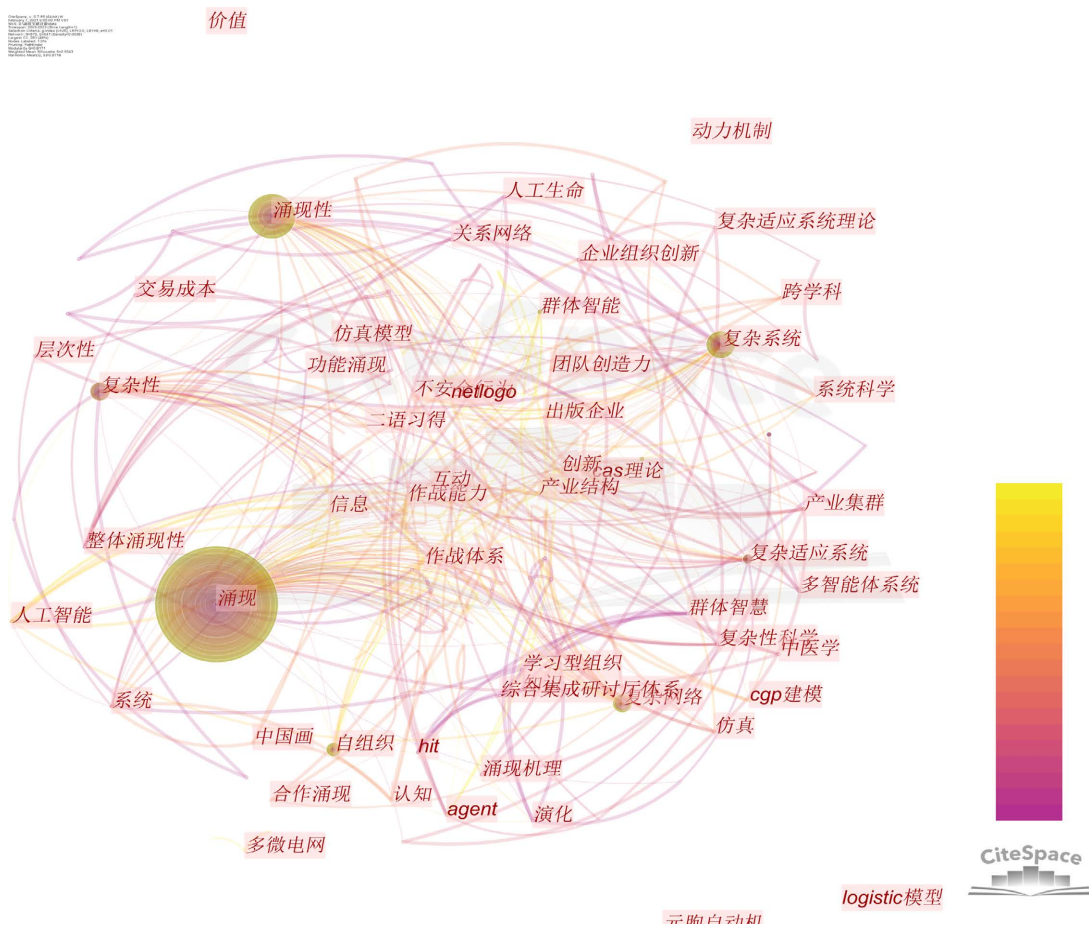 价值
动力机制
人工生命
涌现性
复杂适应系统理论
关系网络
企业组织创新
交易成本
跨学科
群体智能
仿真模型
复杂系统
层次性
功能涌现
团队创造力
复杂性
netlogo
系统科学
二语习得
出版企业
创新
cas理论
互动
产业结构
作战能力
信息
产业集群
整体涌现性
作战体系
复杂适应系统
多智能体系统
涌现
人工智能
群体智慧
复杂性科学
中医学
学习型组织
综合集成研讨厅体系
复杂网络
cgp建模
系统
仿真
中国画
自组织
hit
涌现机理
合作涌现
认知
agent
演化
多微电网
CiteSpace
logistic模型
元胞自动机